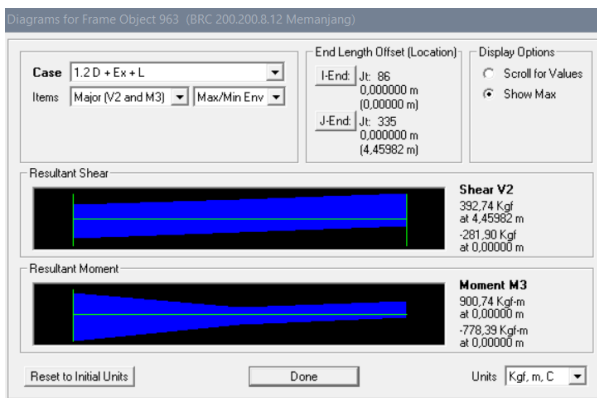 Diagrams for Frame Object 963 (BRC 200.200.8.12 Memanjang)
Case 1.2 D + Ex + L
Items Major (V2 and M3) Max/Min Env
End Length Offset (Location)
I-End: Jt: 86
0,000000 m
(0,00000 m)
J-End: Jt: 335
0,000000 m
(4,45982 m)
Display Options
Scroll for Values
Show Max
Resultant Shear
Shear V2
392,74 Kgf
at 4,45982 m
-281,90 Kgf
at 0,00000 m
Resultant Moment
Moment M3
900,74 Kgf-m
at 0,00000 m
-778,39 Kgf-m
at 0,00000 m
Reset to Initial Units
Done
Units Kgf, m, C